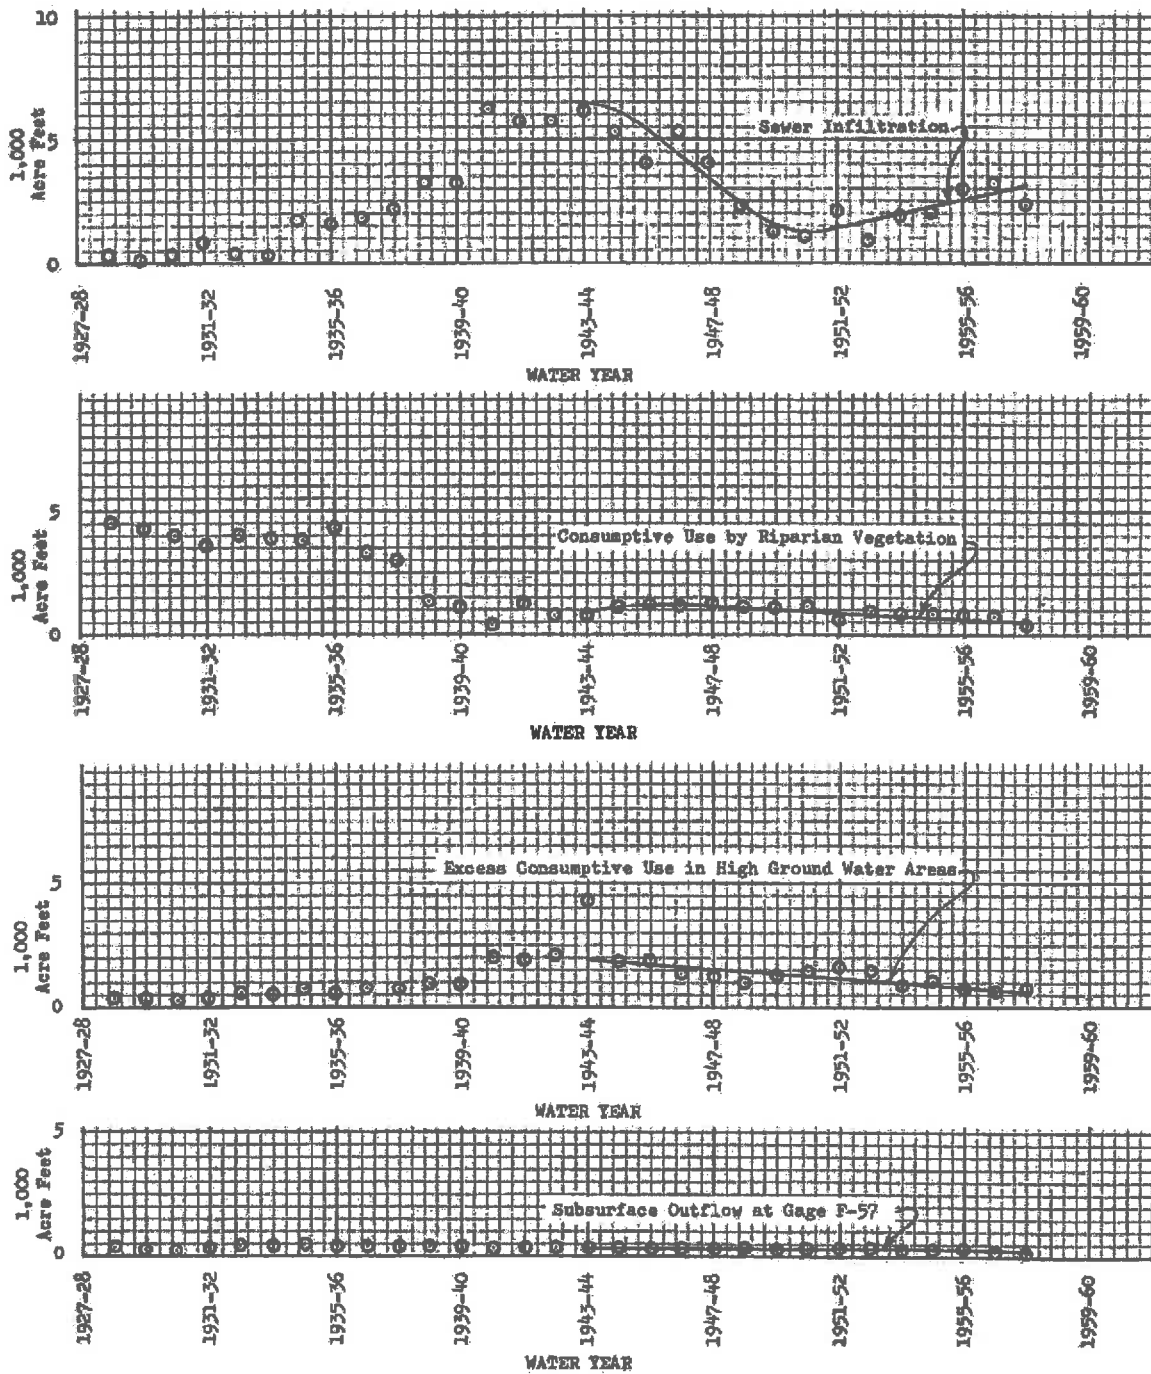 10
5
0
1,000
Acre Feet
Sewer Infiltration
1927-28 1931-32 1935-36 1939-40 1943-44 1947-48 1951-52 1955-56 1959-60
WATER YEAR
5
0
1,000
Acre Feet
Consumptive Use by Riparian Vegetation
1927-28 1931-32 1935-36 1939-40 1943-44 1947-48 1951-52 1955-56 1959-60
WATER YEAR
5
0
1,000
Acre Feet
Excess Consumptive Use in High Ground Water Areas
1927-28 1931-32 1935-36 1939-40 1943-44 1947-48 1951-52 1955-56 1959-60
WATER YEAR
5
0
1,000
Acre Feet
Subsurface Outflow at Gage F-57
1927-28 1931-32 1935-36 1939-40 1943-44 1947-48 1951-52 1955-56 1959-60
WATER YEAR